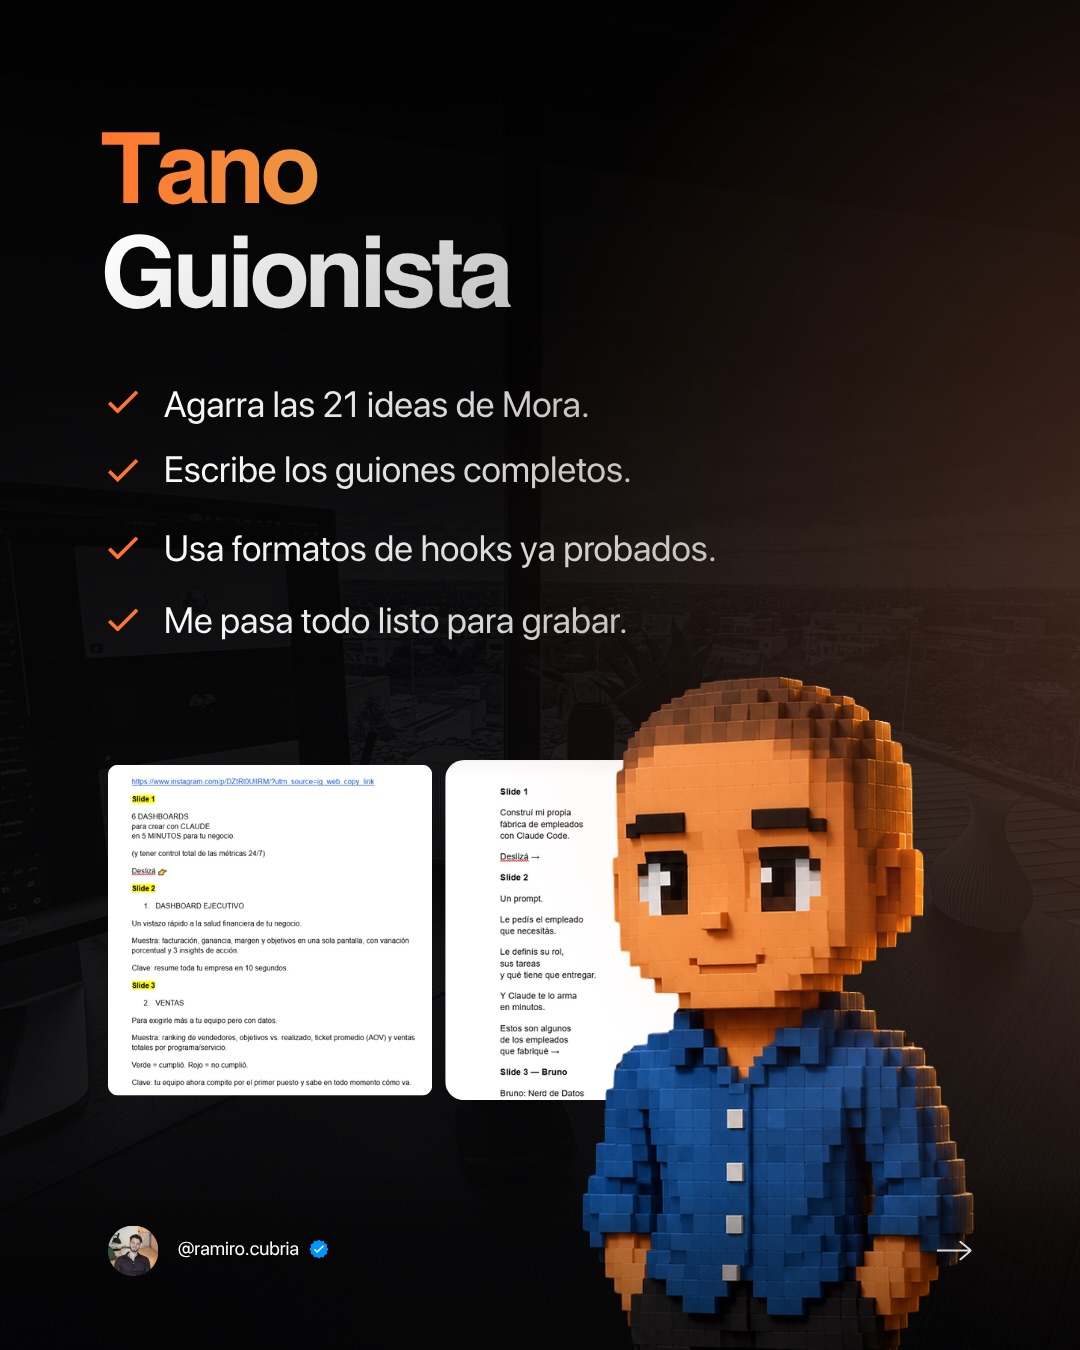 Tano
Guionista
Agarra las 21 ideas de Mora.
Escribe los guiones completos.
Usa formatos de hooks ya probados.
Me pasa todo listo para grabar.
https://www.instagram.com/p/DZtRI0UlIRM/?utm_source=ig_web_copy_link
Slide 1
6 DASHBOARDS
para crear con CLAUDE
en 5 MINUTOS para tu negocio.
(y tener control total de las métricas 24/7)
Deslizá 👉
Slide 2
1. DASHBOARD EJECUTIVO
Un vistazo rápido a la salud financiera de tu negocio.
Muestra: facturación, ganancia, margen y objetivos en una sola pantalla, con variación
porcentual y 3 insights de acción.
Clave: resume toda tu empresa en 10 segundos.
Slide 3
2. VENTAS
Para exigirle más a tu equipo pero con datos.
Muestra: ranking de vendedores, objetivos vs. realizado, ticket promedio (AOV) y ventas
totales por programa/servicio.
Verde = cumplió. Rojo = no cumplió.
Clave: tu equipo ahora compite por el primer puesto y sabe en todo momento cómo va.
Slide 1
Construí mi propia
fábrica de empleados
con Claude Code.
Deslizá →
Slide 2
Un prompt.
Le pedís el empleado
que necesitás.
Le definís su rol,
sus tareas
y qué tiene que entregar.
Y Claude te lo arma
en minutos.
Estos son algunos
de los empleados
que fabriqué →
Slide 3 — Bruno
Bruno: Nerd de Datos
@ramiro.cubria